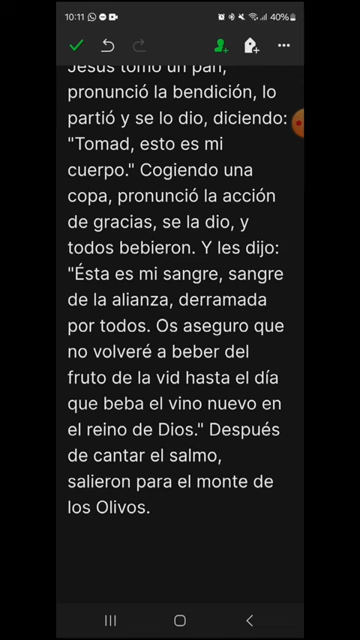 10:11
40%
Jesús tomó un pan,
pronunció la bendición, lo
partió y se lo dio, diciendo:
"Tomad, esto es mi
cuerpo." Cogiendo una
copa, pronunció la acción
de gracias, se la dio, y
todos bebieron. Y les dijo:
"Ésta es mi sangre, sangre
de la alianza, derramada
por todos. Os aseguro que
no volveré a beber del
fruto de la vid hasta el día
que beba el vino nuevo en
el reino de Dios." Después
de cantar el salmo,
salieron para el monte de
los Olivos.